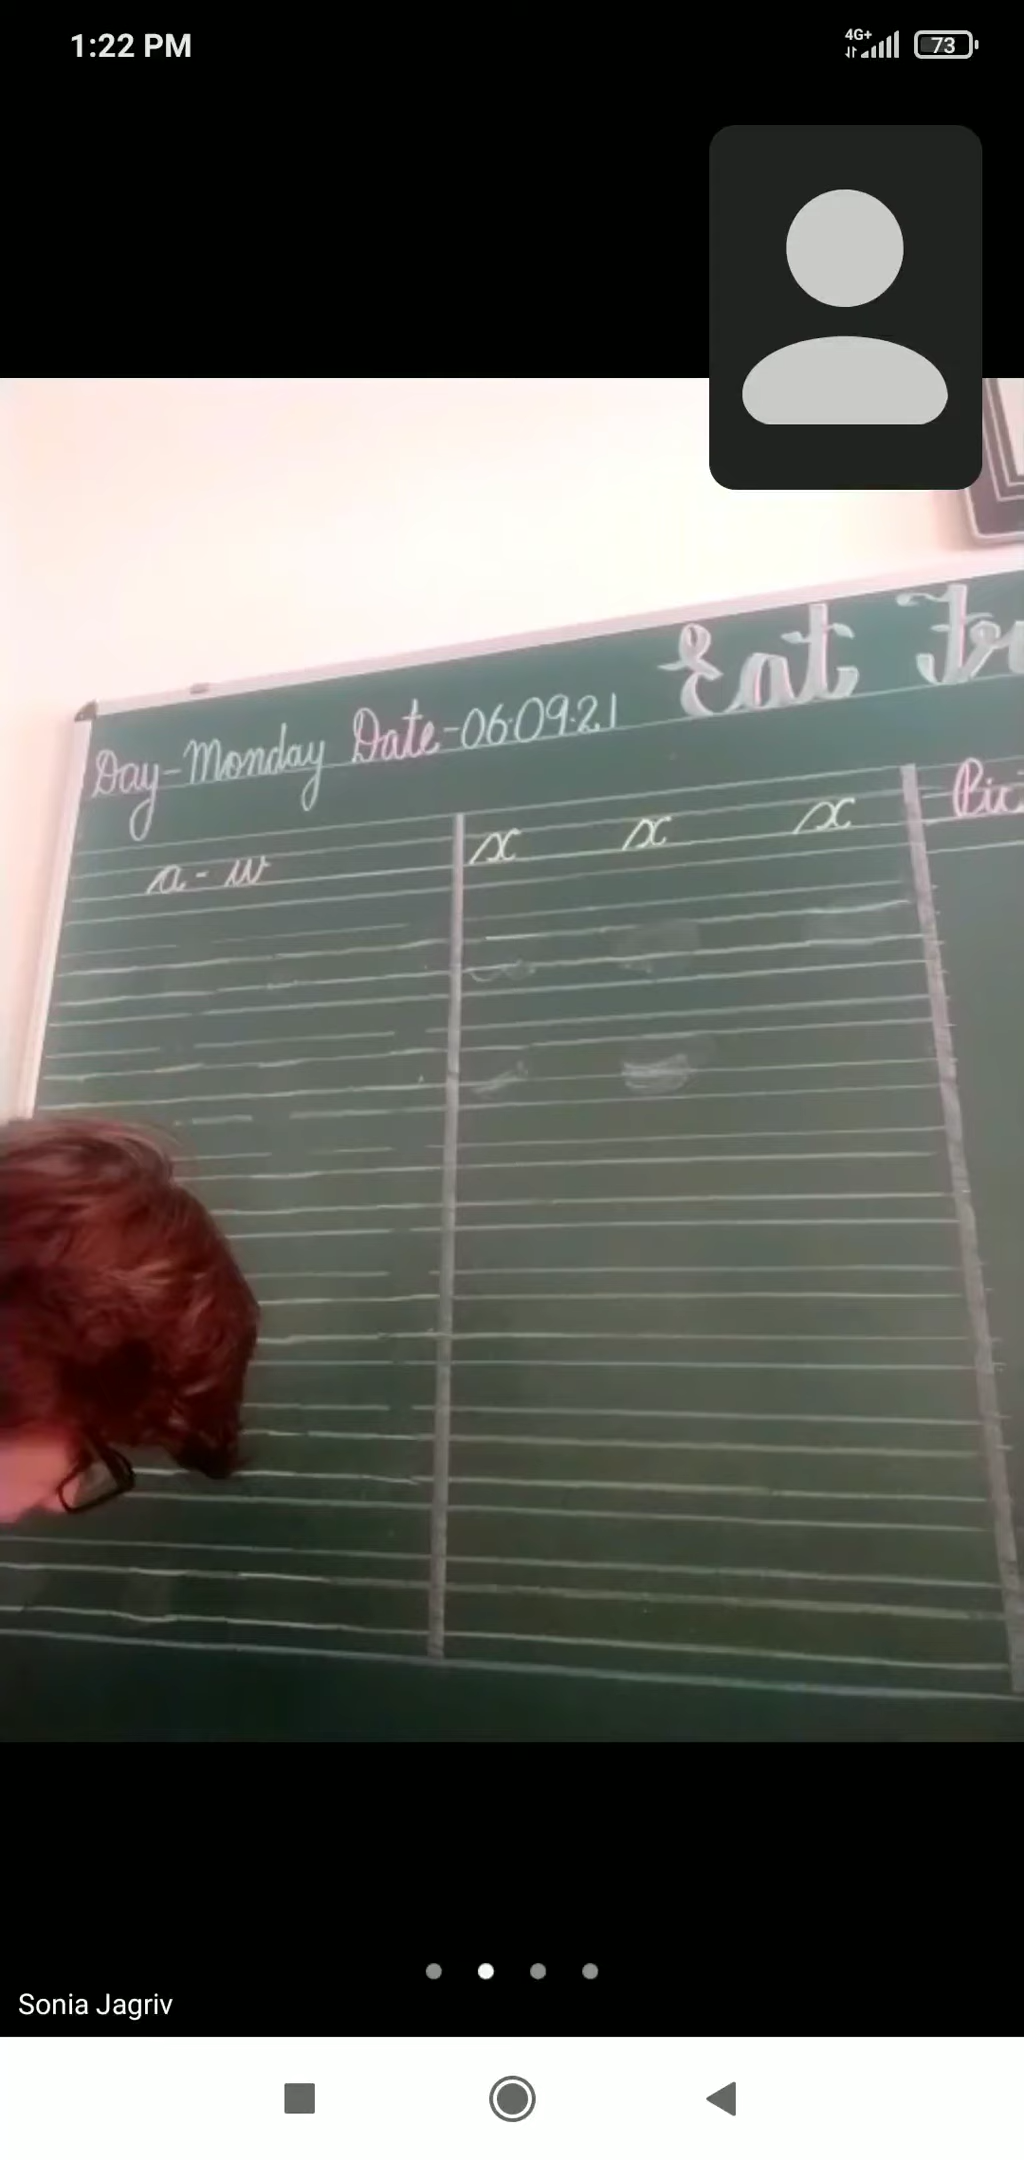 1:22 PM 4G+ 73
Eat
Day-Monday Date-06.09.21
a - w x x x
Sonia Jagriv